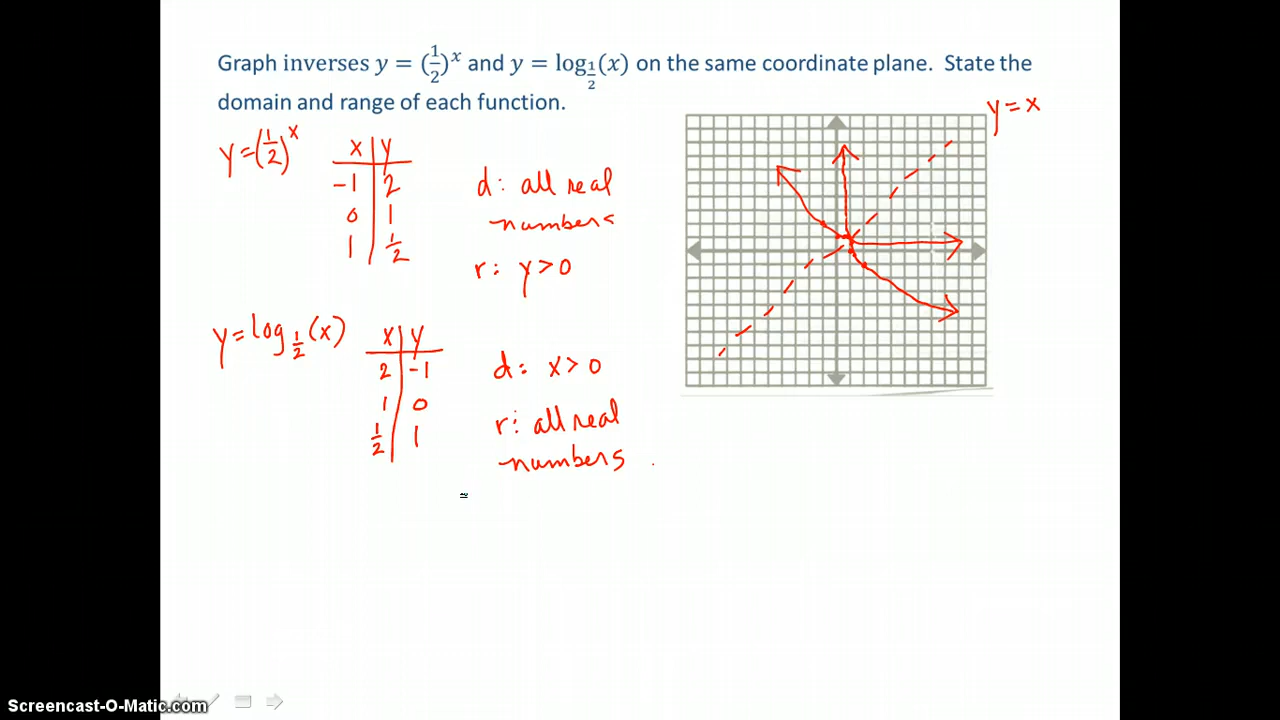 Graph inverses y = (1/2)^x and y = log_{1/2}(x) on the same coordinate plane. State the
domain and range of each function.
y = x
y = (1/2)^x
x | y
-1 | 2
0 | 1
1 | 1/2
d: all real
numbers
r: y > 0
y = log_{1/2}(x)
x | y
2 | -1
1 | 0
1/2 | 1
d: x > 0
r: all real
numbers
Screencast-O-Matic.com